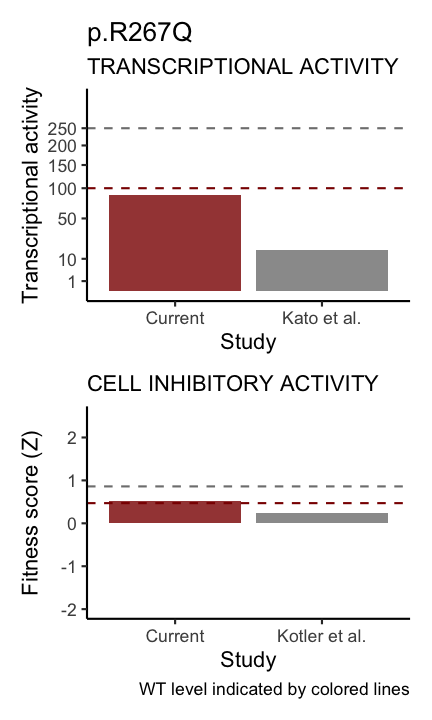 p.R267Q
TRANSCRIPTIONAL ACTIVITY
Transcriptional activity
250
200
150
100
50
10
1
Current
Kato et al.
Study
CELL INHIBITORY ACTIVITY
Fitness score (Z)
2
1
0
-1
-2
Current
Kotler et al.
Study
WT level indicated by colored lines